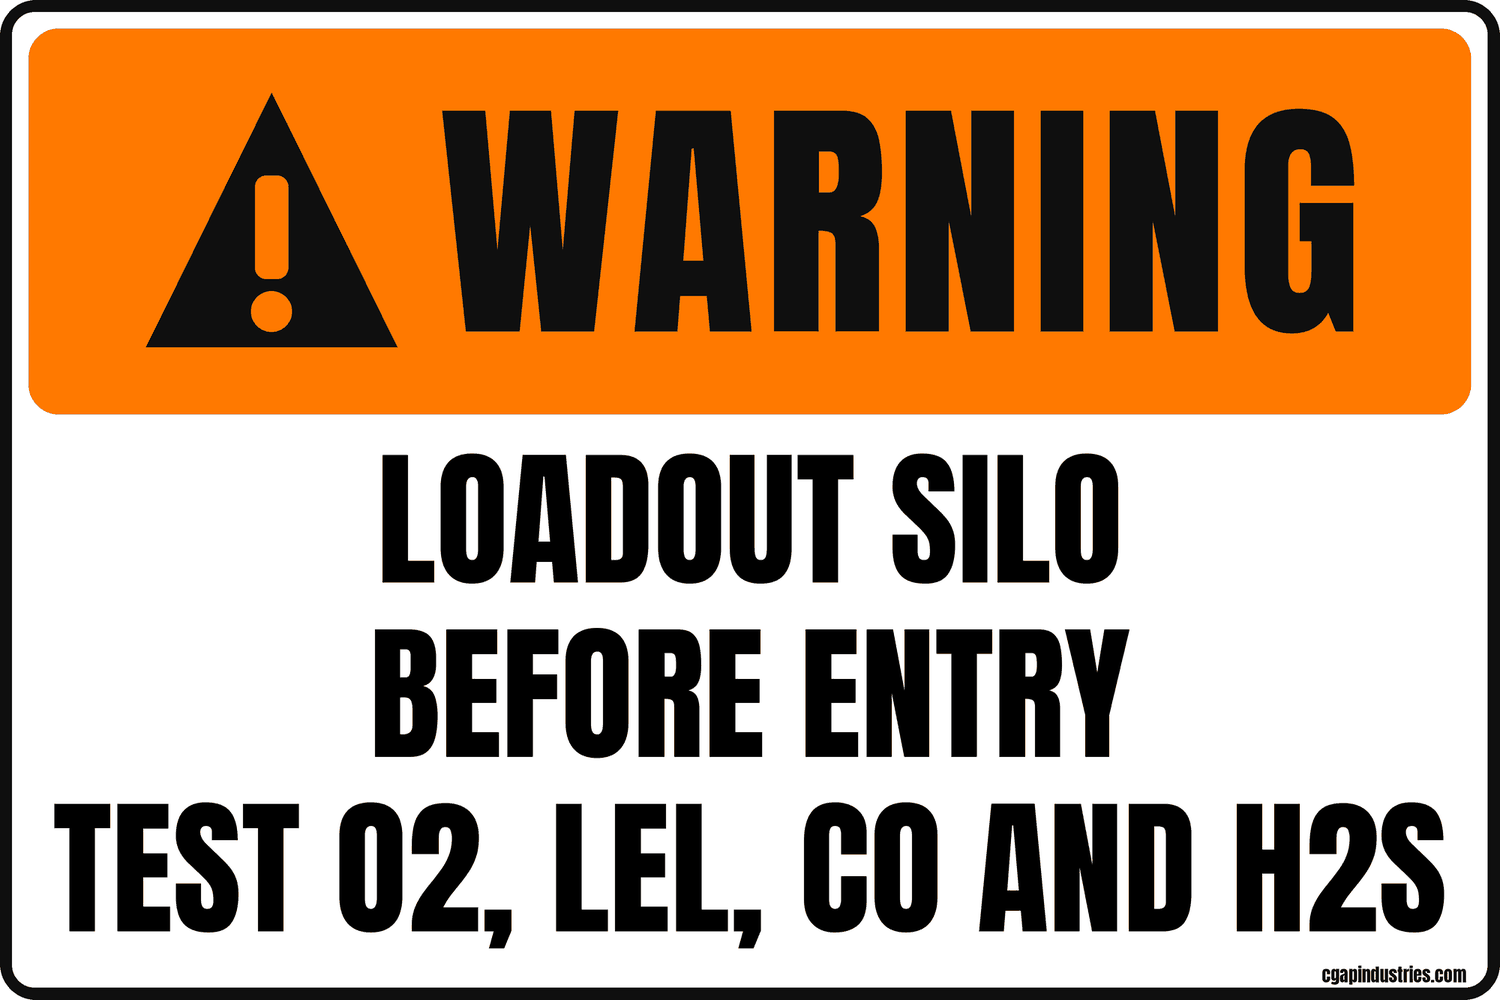 WARNING
LOADOUT SILO
BEFORE ENTRY
TEST O2, LEL, CO AND H2S
cgapindustries.com